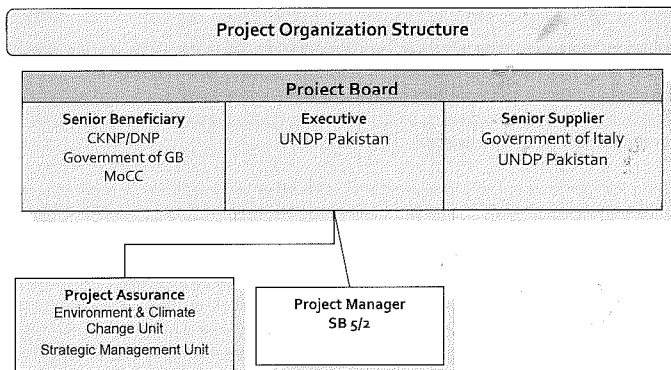 Project Organization Structure
Project Board
Senior Beneficiary
CKNP/DNP
Government of GB
MoCC
Executive
UNDP Pakistan
Senior Supplier
Government of Italy
UNDP Pakistan
Project Assurance
Environment & Climate
Change Unit
Strategic Management Unit
Project Manager
SB 5/2